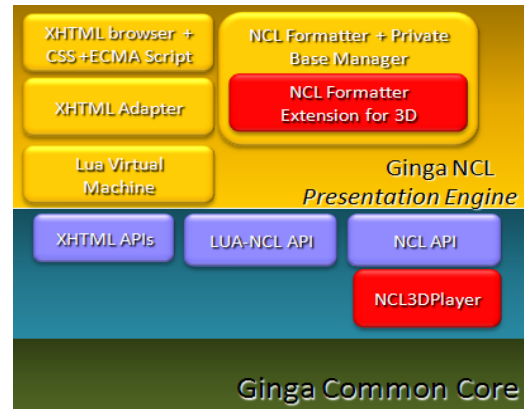 XHTML browser +
CSS +ECMA Script
NCL Formatter + Private
Base Manager
NCL Formatter
Extension for 3D
XHTML Adapter
Lua Virtual
Machine
Ginga NCL
Presentation Engine
XHTML APIs
LUA-NCL API
NCL API
NCL3DPlayer
Ginga Common Core